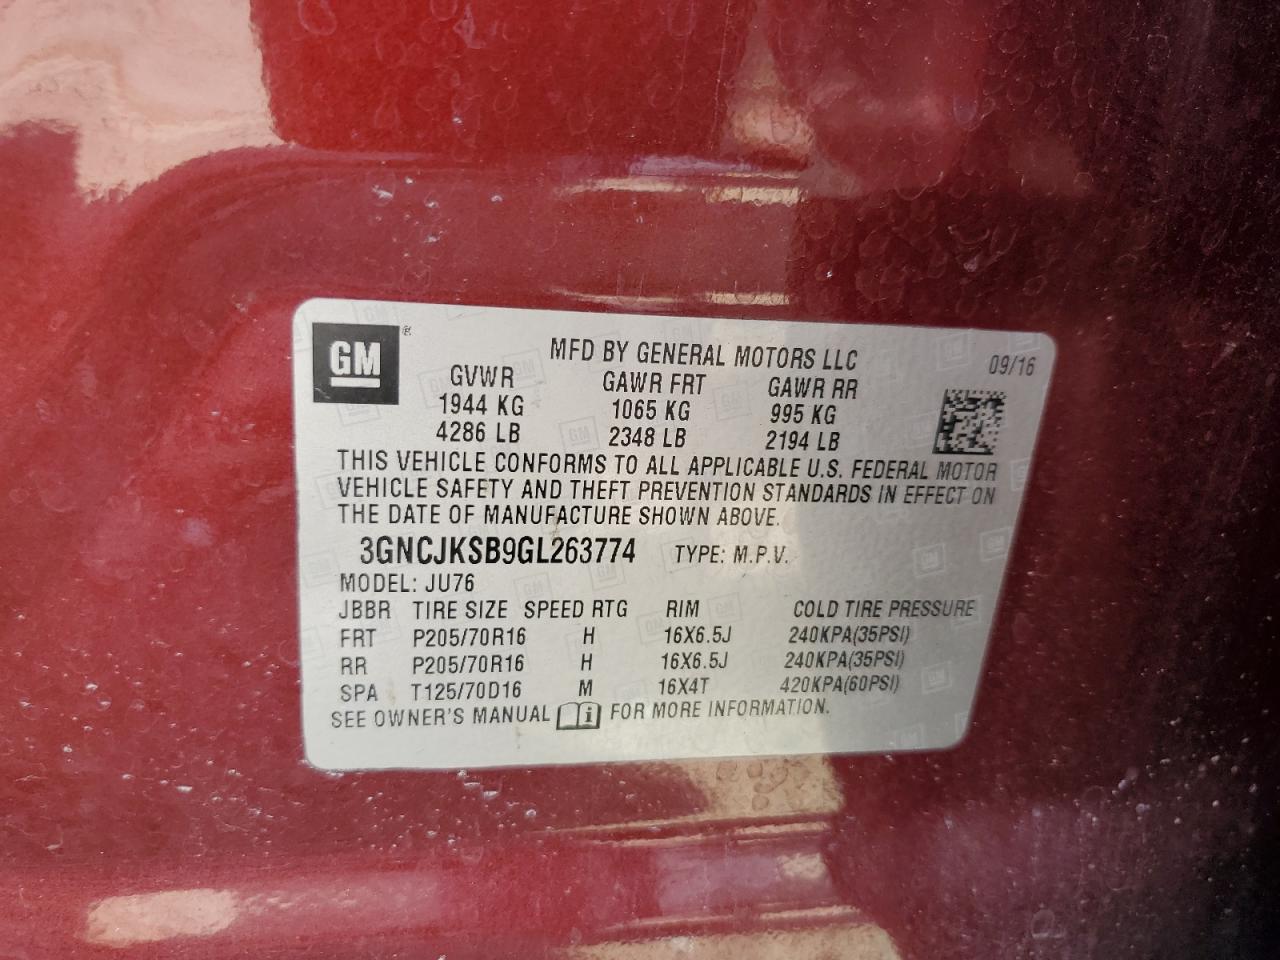 GM®
MFD BY GENERAL MOTORS LLC 09/16
GVWR GAWR FRT GAWR RR
1944 KG 1065 KG 995 KG
4286 LB 2348 LB 2194 LB
THIS VEHICLE CONFORMS TO ALL APPLICABLE U.S. FEDERAL MOTOR
VEHICLE SAFETY AND THEFT PREVENTION STANDARDS IN EFFECT ON
THE DATE OF MANUFACTURE SHOWN ABOVE.
3GNCJKSB9GL263774 TYPE: M.P.V.
MODEL: JU76
JBBR TIRE SIZE SPEED RTG RIM COLD TIRE PRESSURE
FRT P205/70R16 H 16X6.5J 240KPA(35PSI)
RR P205/70R16 H 16X6.5J 240KPA(35PSI)
SPA T125/70D16 M 16X4T 420KPA(60PSI)
SEE OWNER'S MANUAL i FOR MORE INFORMATION.